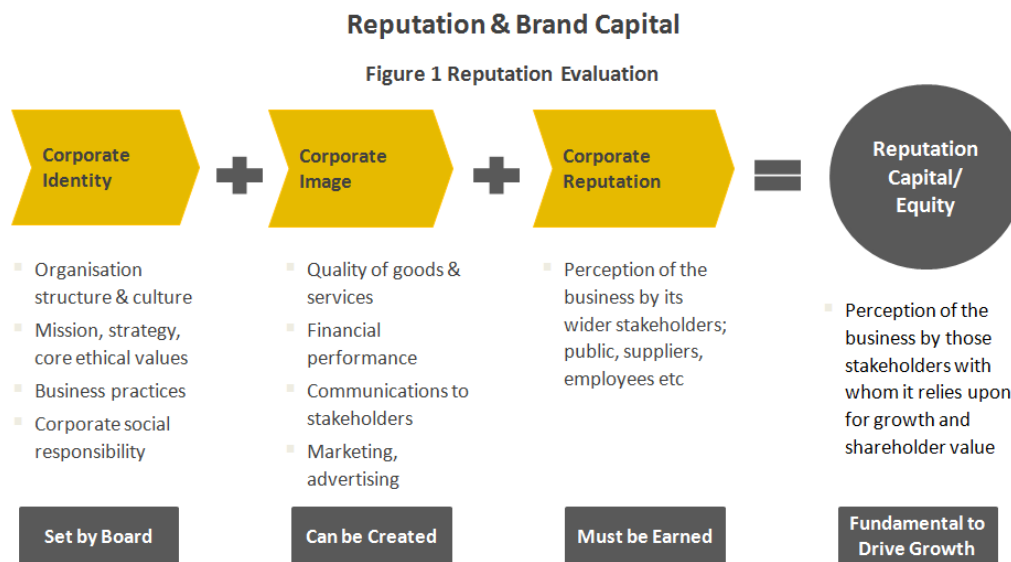 Reputation & Brand Capital
Figure 1 Reputation Evaluation
Corporate
Identity
Corporate
Image
Corporate
Reputation
Reputation
Capital/
Equity
Organisation
structure & culture
Mission, strategy,
core ethical values
Business practices
Corporate social
responsibility
Quality of goods &
services
Financial
performance
Communications to
stakeholders
Marketing,
advertising
Perception of the
business by its
wider stakeholders;
public, suppliers,
employees etc
Perception of the
business by those
stakeholders with
whom it relies upon
for growth and
shareholder value
Set by Board
Can be Created
Must be Earned
Fundamental to
Drive Growth